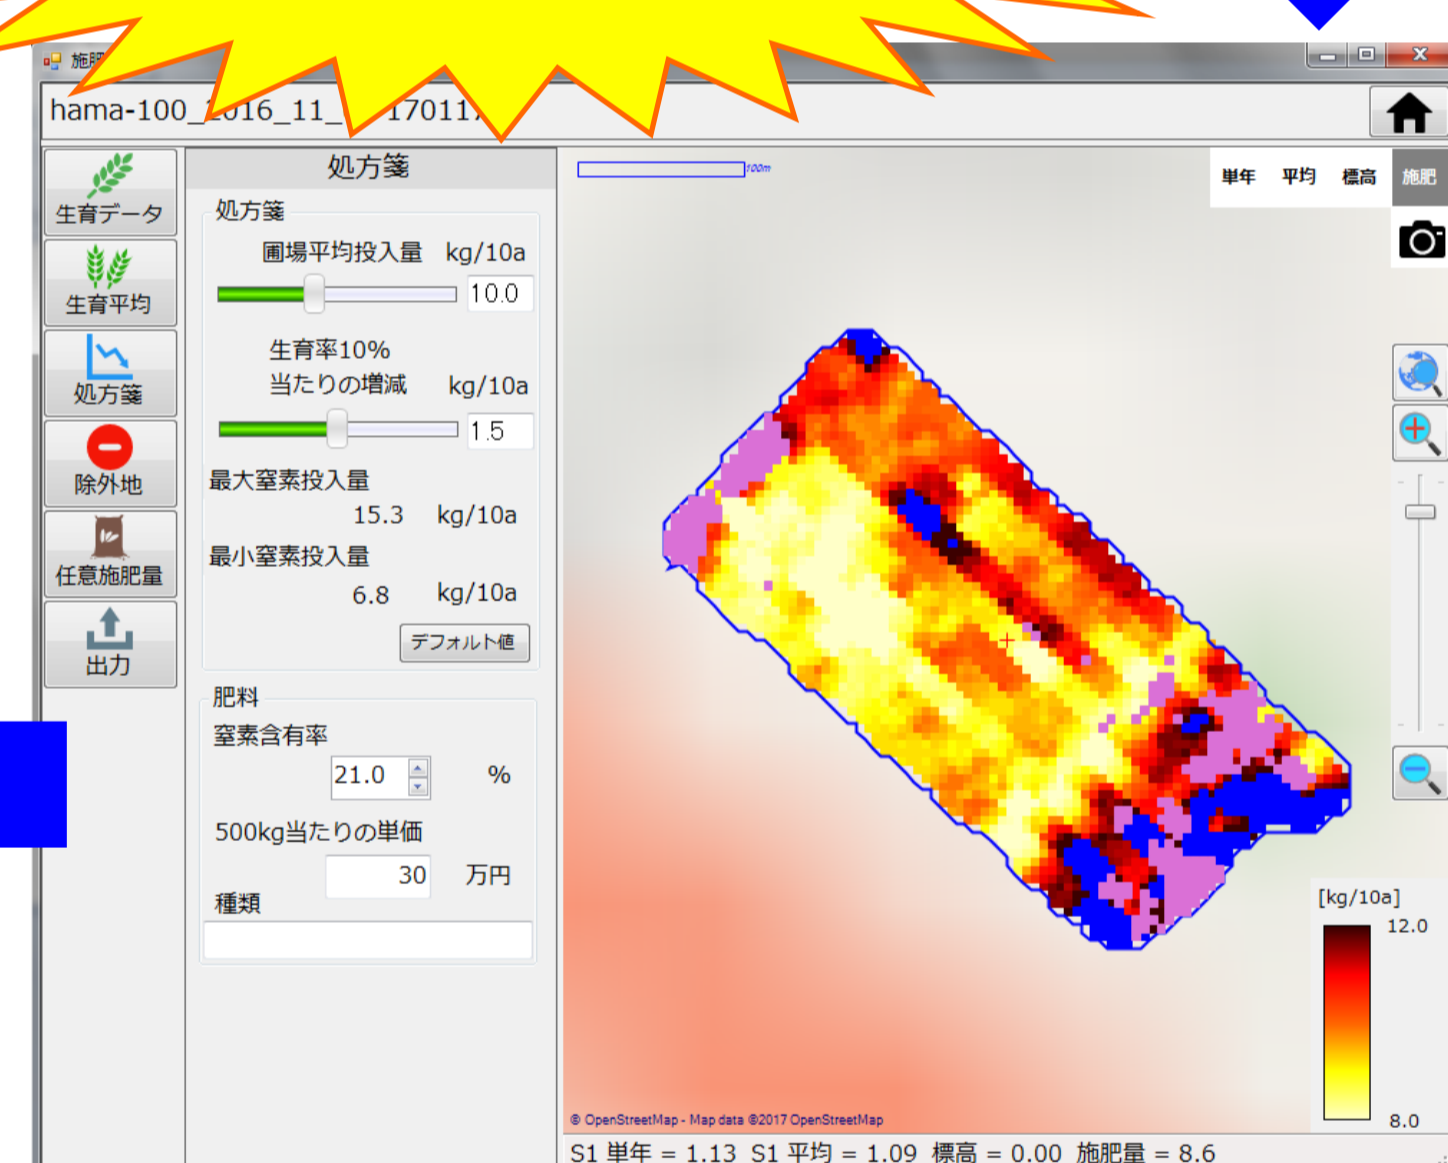 施肥
hama-100_2016_11_
17011
生育データ
生育平均
処方箋
除外地
任意施肥量
出力
処方箋
処方箋
圃場平均投入量 kg/10a
10.0
生育率10%
当たりの増減 kg/10a
1.5
最大窒素投入量
15.3 kg/10a
最小窒素投入量
6.8 kg/10a
デフォルト値
肥料
窒素含有率
21.0 %
500kg当たりの単価
30 万円
種類
100m
単年 平均 標高 施肥
[kg/10a]
12.0
8.0
© OpenStreetMap - Map data ©2017 OpenStreetMap
S1 単年 = 1.13 S1 平均 = 1.09 標高 = 0.00 施肥量 = 8.6